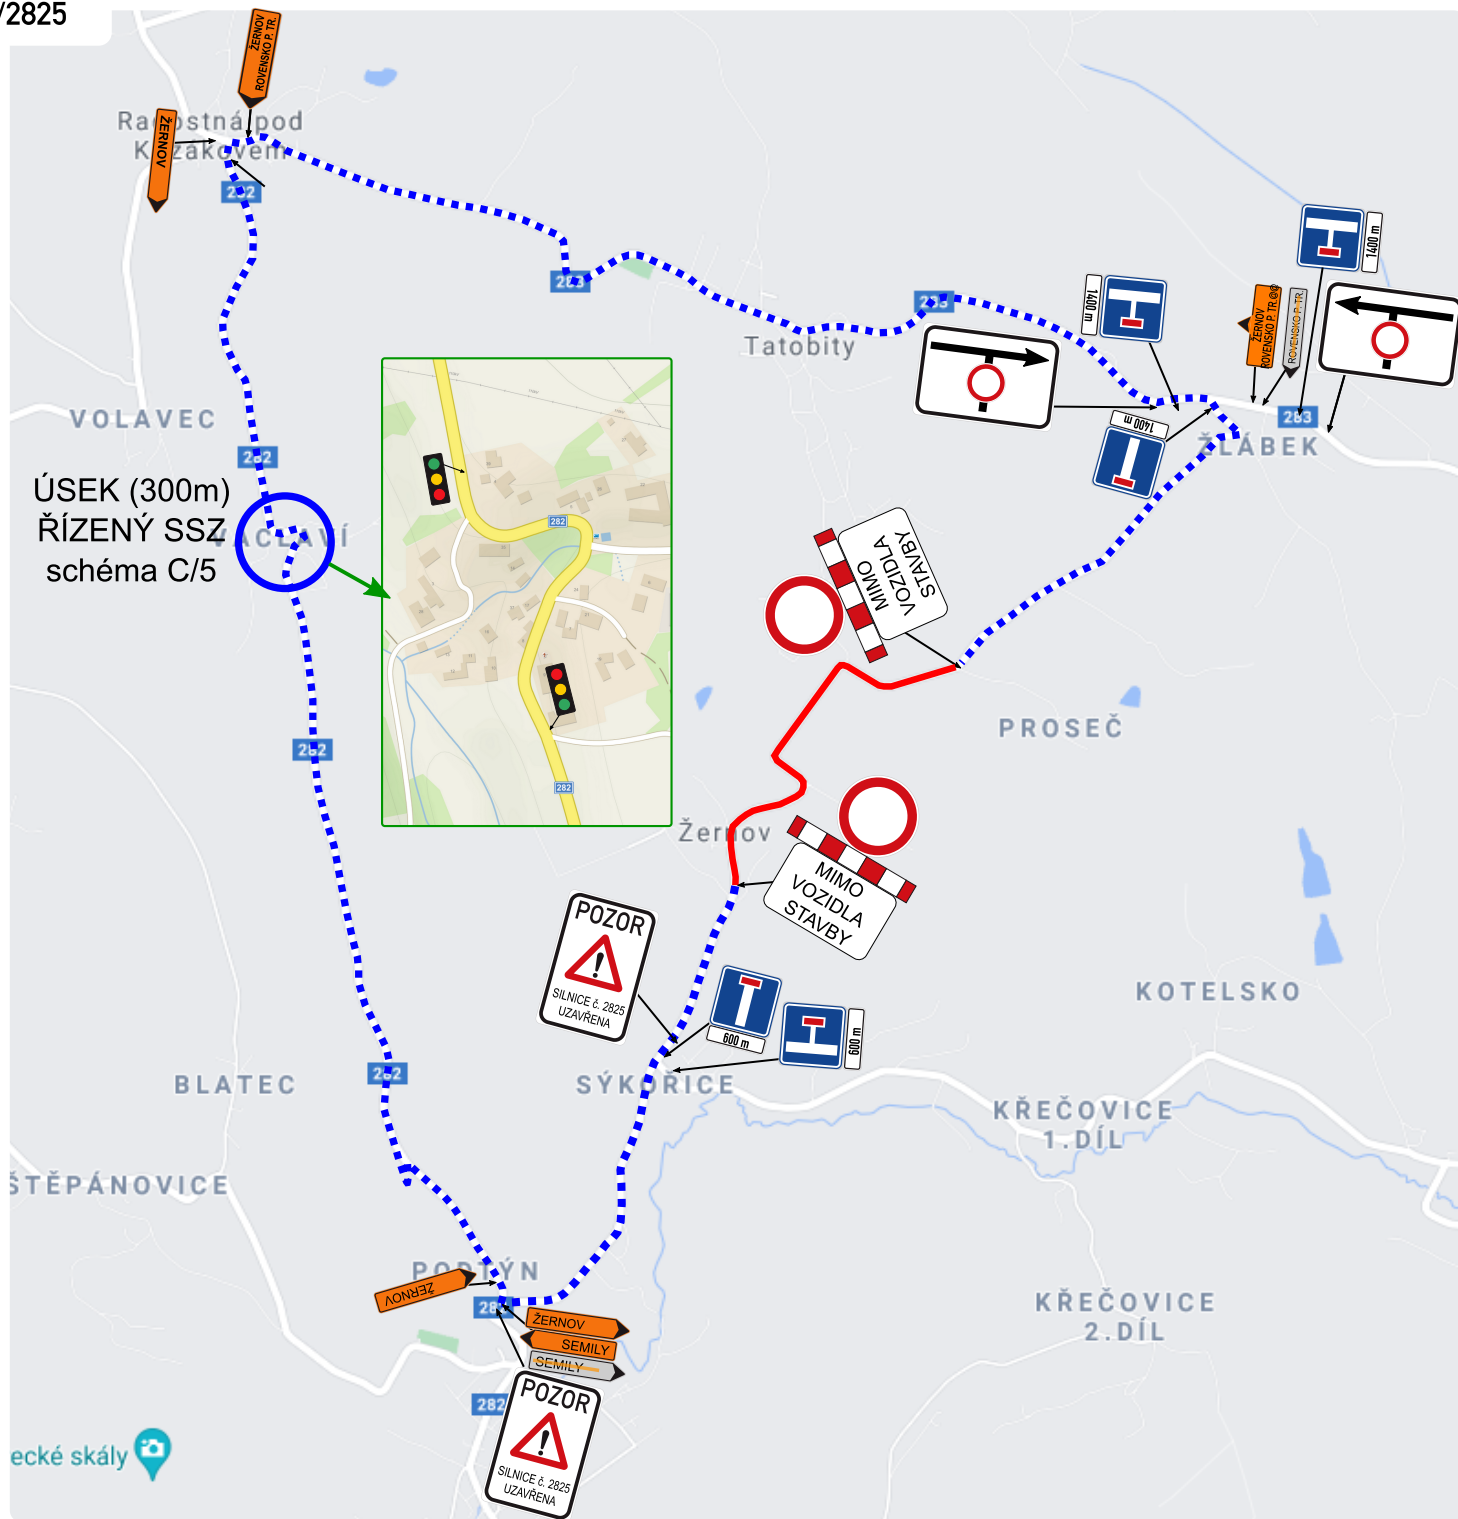 /2825
ŽERNOV
ROVENSKO P. TR.
ŽERNOV
Radostná pod
Kozákovem
282
283
283
1400 m
1400 m
ŽERNOV
ROVENSKO P. TR.
ROVENSKO P. TR.
Tatobity
VOLAVEC
282
283
1400 m
ŽLÁBEK
ÚSEK (300m)
ŘÍZENÝ SSZ
schéma C/5
VÁCLAVÍ
282
MIMO
VOZIDLA
STAVBY
PROSEČ
282
282
Žernov
MIMO
VOZIDLA
STAVBY
POZOR
SILNICE č. 2825
UZAVŘENA
KOTELSKO
600 m
600 m
282
BLATEC
SÝKOŘICE
KŘEČOVICE
1.DÍL
ŠTĚPÁNOVICE
PODTÝN
ŽERNOV
282
ŽERNOV
SEMILY
SEMILY
KŘEČOVICE
2.DÍL
282
POZOR
SILNICE č. 2825
UZAVŘENA
ecké skály